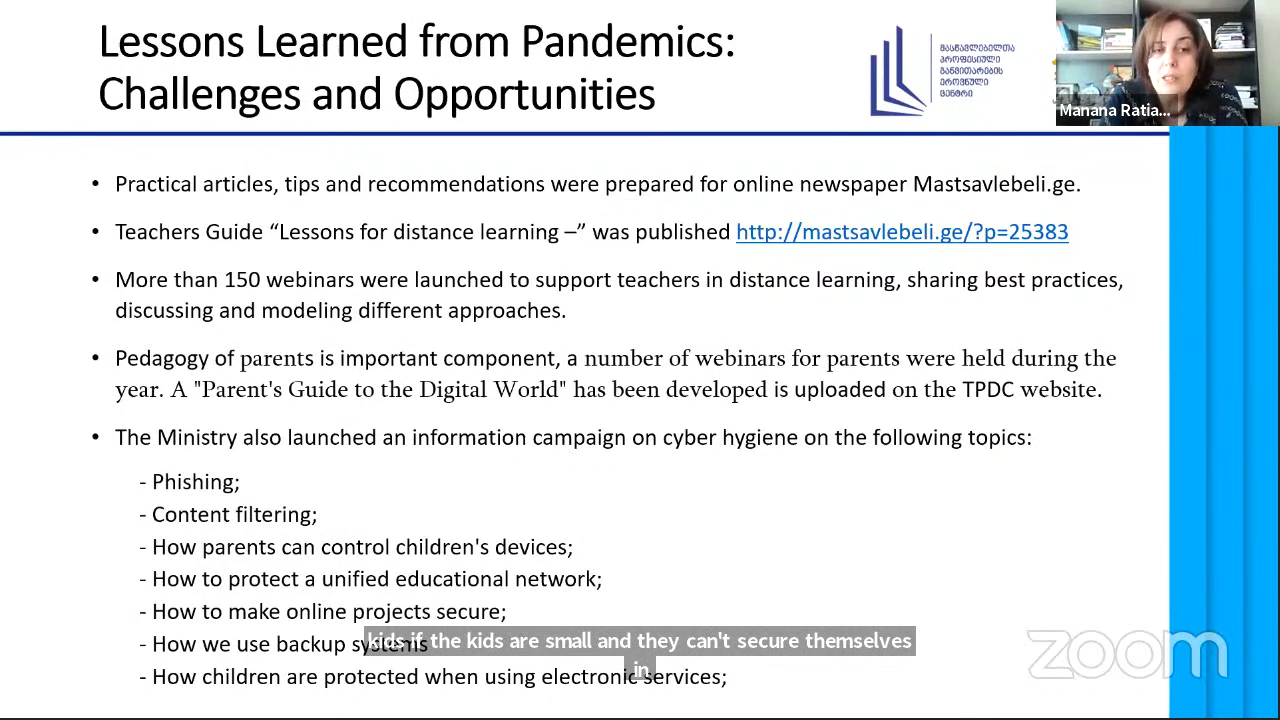 Lessons Learned from Pandemics:
Challenges and Opportunities
მასწავლებელთა
პროფესიული
განვითარების
ეროვნული
ცენტრი
Manana Ratia...
• Practical articles, tips and recommendations were prepared for online newspaper Mastsavlebeli.ge.
• Teachers Guide “Lessons for distance learning –” was published http://mastsavlebeli.ge/?p=25383
• More than 150 webinars were launched to support teachers in distance learning, sharing best practices,
discussing and modeling different approaches.
• Pedagogy of parents is important component, a number of webinars for parents were held during the
year. A "Parent's Guide to the Digital World" has been developed is uploaded on the TPDC website.
• The Ministry also launched an information campaign on cyber hygiene on the following topics:
- Phishing;
- Content filtering;
- How parents can control children's devices;
- How to protect a unified educational network;
- How to make online projects secure;
- How we use backup systems
- How children are protected when using electronic services;
kids if the kids are small and they can't secure themselves
in
zoom